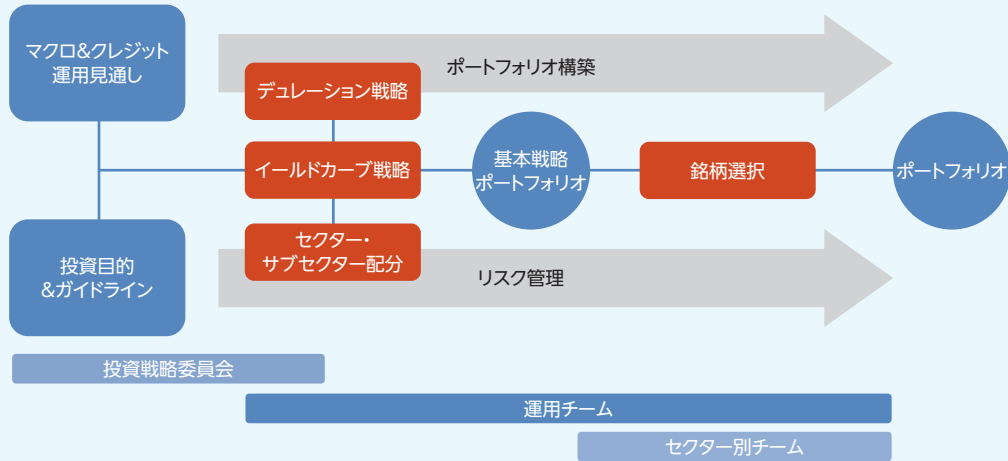 マクロ&クレジット
運用見通し
ポートフォリオ構築
デュレーション戦略
イールドカーブ戦略
セクター・
サブセクター配分
基本戦略
ポートフォリオ
銘柄選択
ポートフォリオ
投資目的
&ガイドライン
リスク管理
投資戦略委員会
運用チーム
セクター別チーム